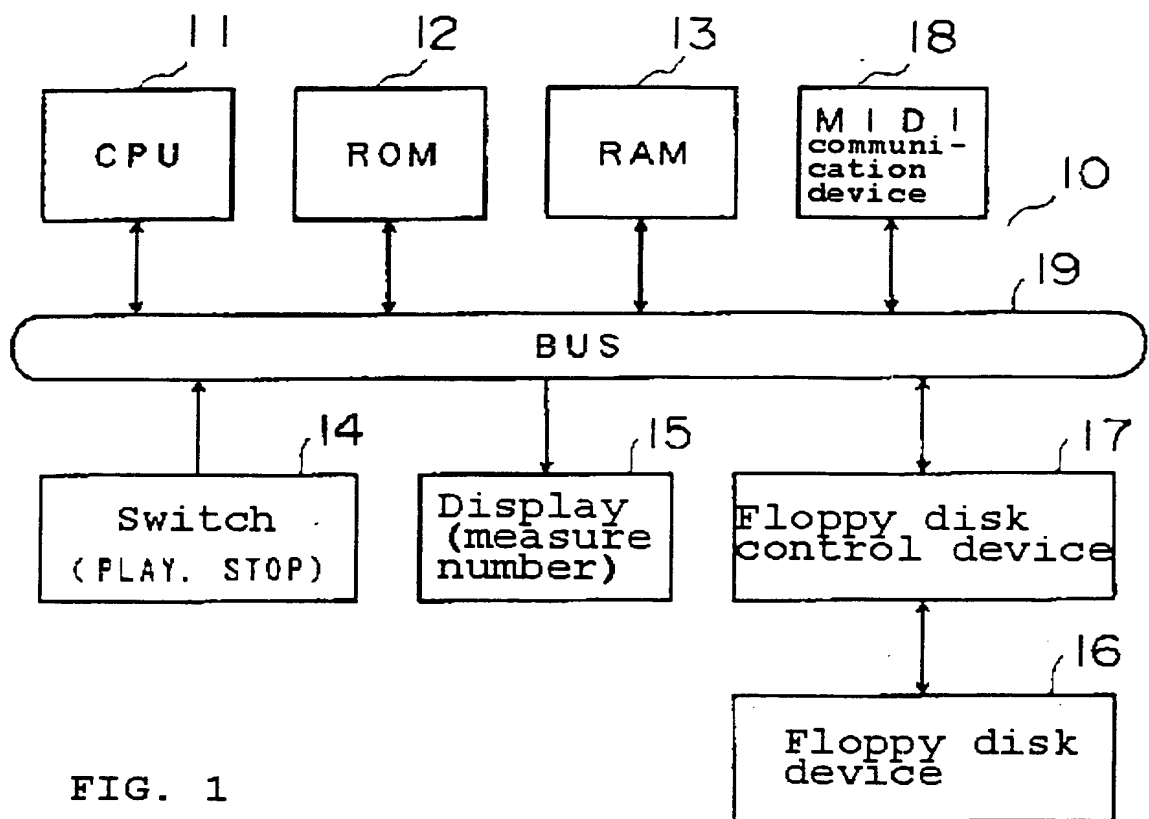 11
12
13
18
CPU
ROM
RAM
MIDI
communi-
cation
device
10
19
BUS
14
15
17
Switch
(PLAY. STOP)
Display
(measure
number)
Floppy disk
control device
16
Floppy disk
device
FIG. 1